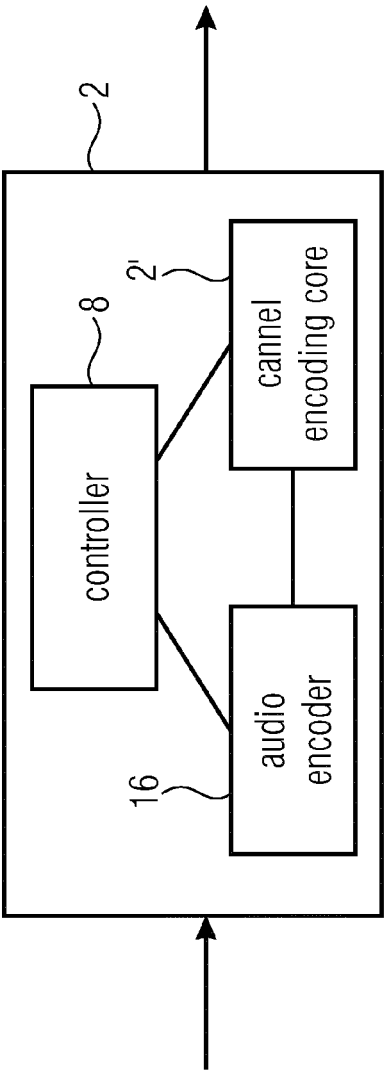 2
controller
8
16
audio
encoder
2'
cannel
encoding core